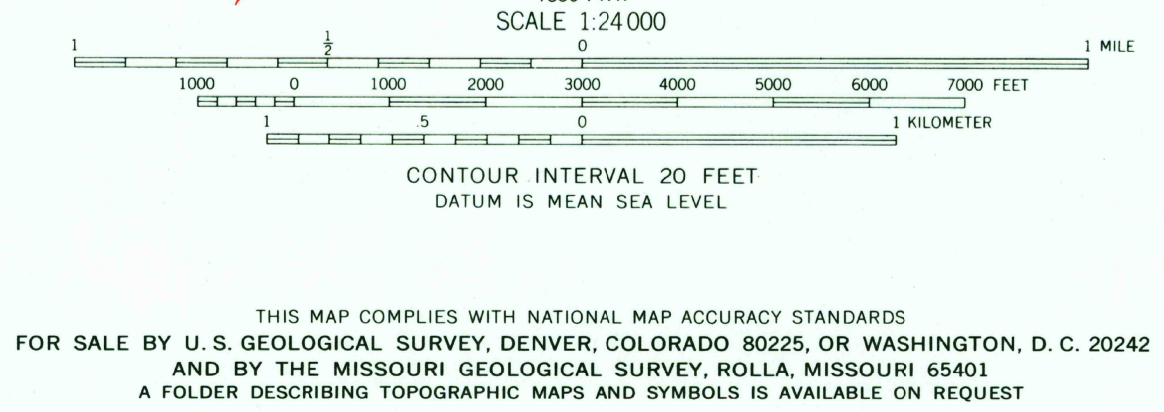 SCALE 1:24 000
1 ½ 0 1 MILE
1000 0 1000 2000 3000 4000 5000 6000 7000 FEET
1 .5 0 1 KILOMETER
CONTOUR INTERVAL 20 FEET
DATUM IS MEAN SEA LEVEL
THIS MAP COMPLIES WITH NATIONAL MAP ACCURACY STANDARDS
FOR SALE BY U. S. GEOLOGICAL SURVEY, DENVER, COLORADO 80225, OR WASHINGTON, D. C. 20242
AND BY THE MISSOURI GEOLOGICAL SURVEY, ROLLA, MISSOURI 65401
A FOLDER DESCRIBING TOPOGRAPHIC MAPS AND SYMBOLS IS AVAILABLE ON REQUEST